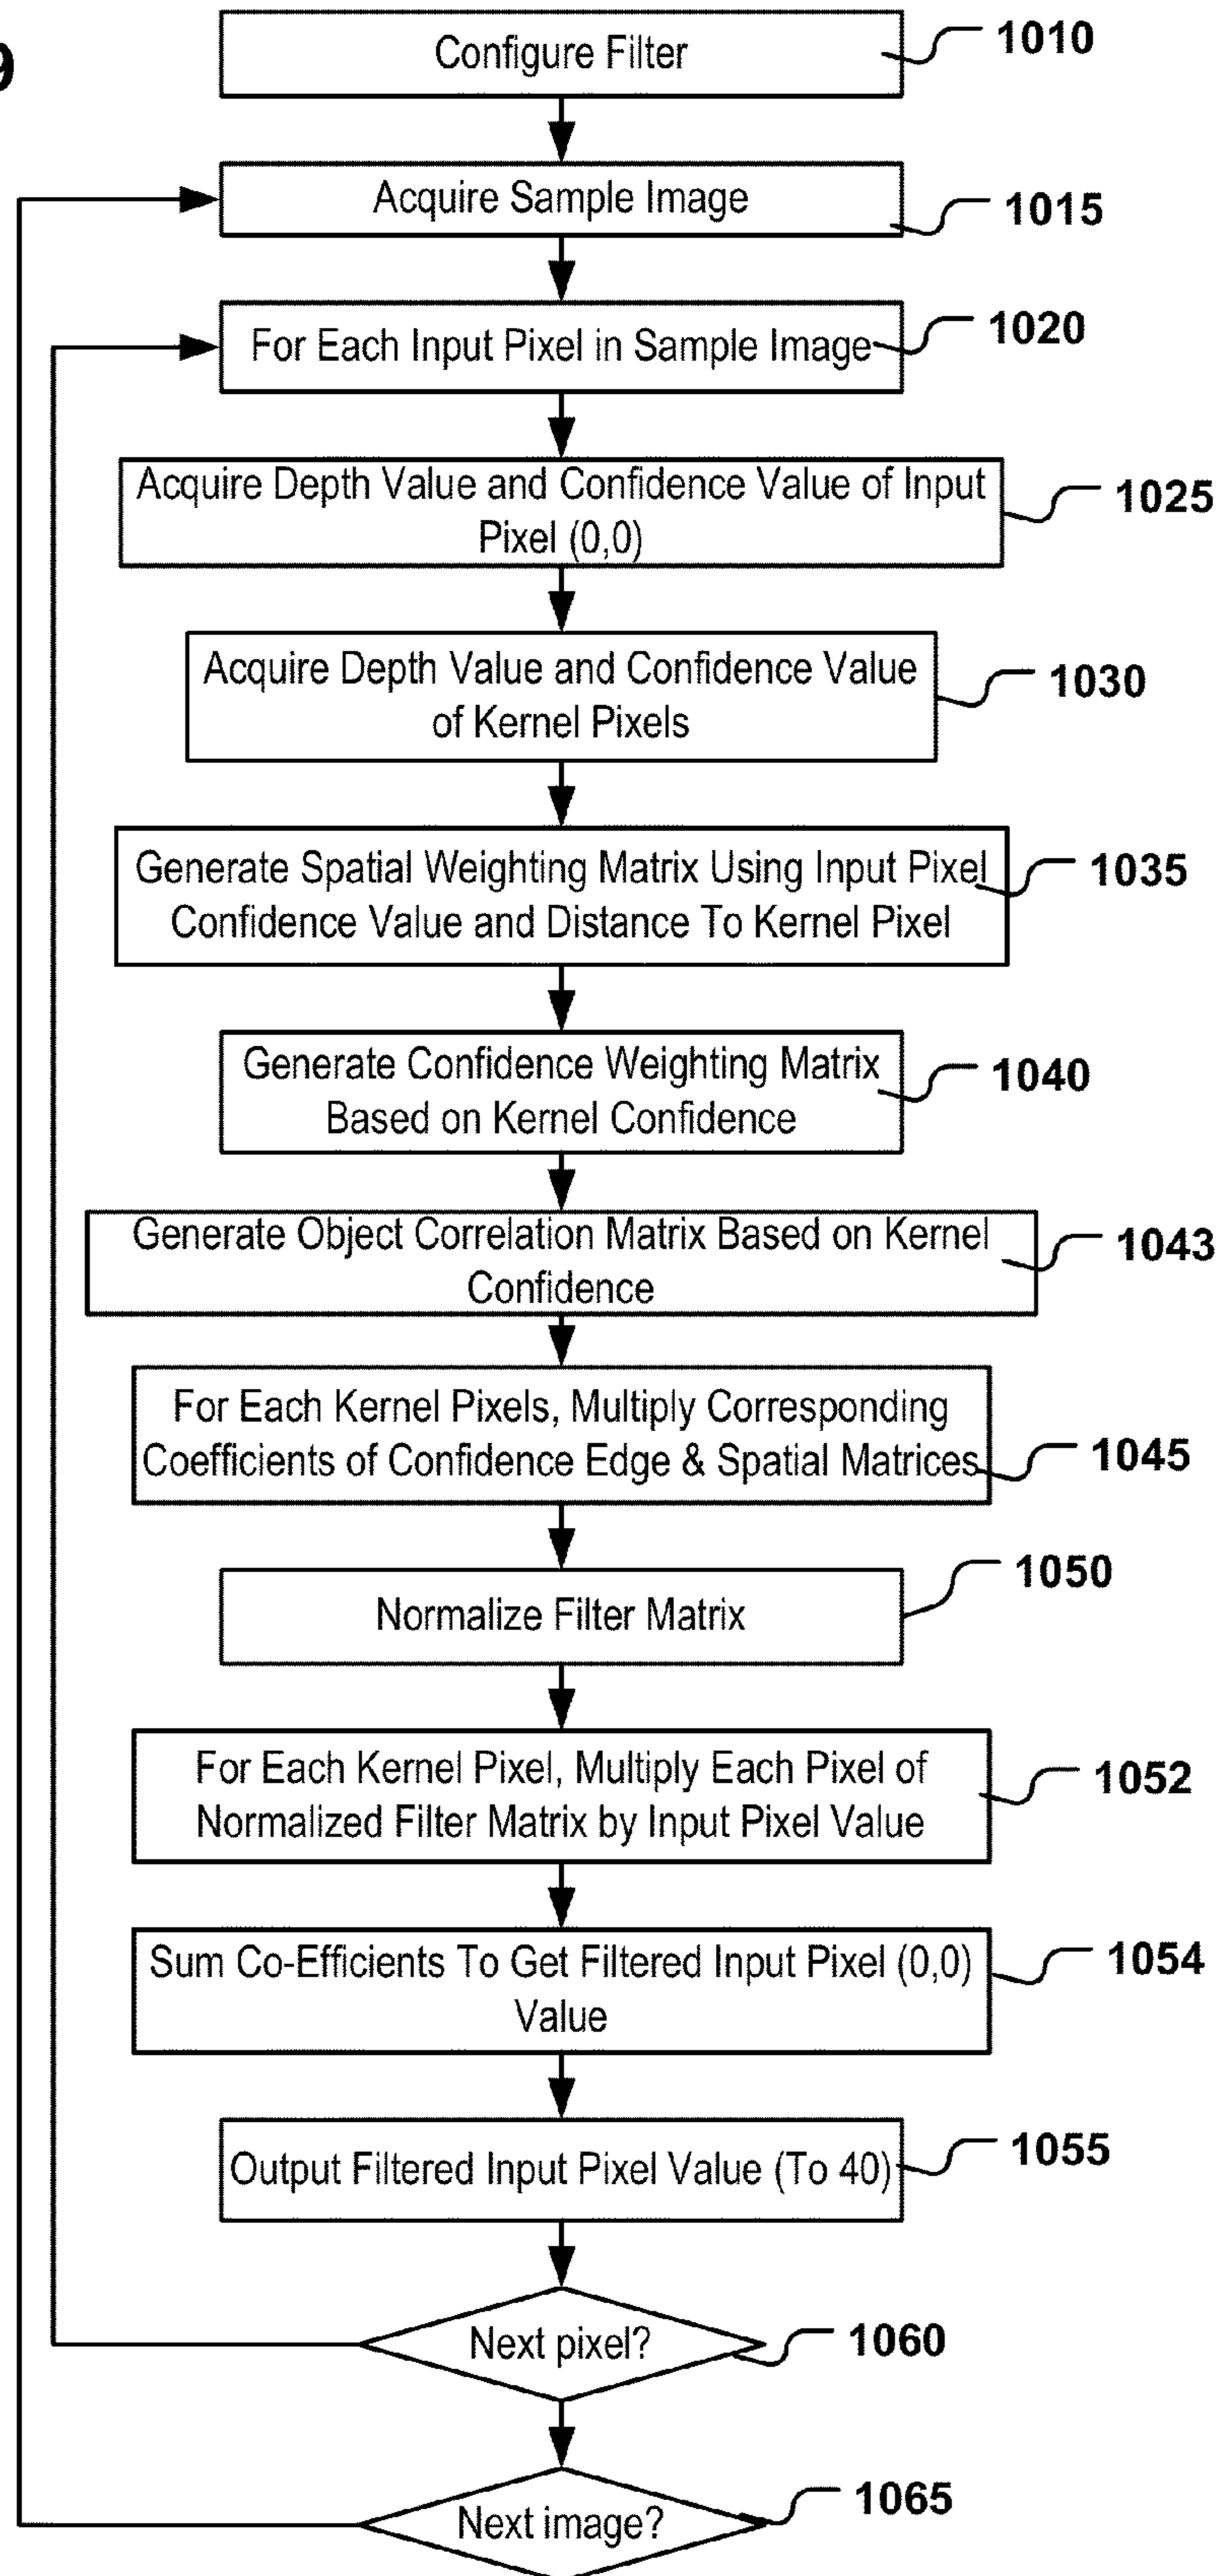 9
Configure Filter
1010
Acquire Sample Image
1015
For Each Input Pixel in Sample Image
1020
Acquire Depth Value and Confidence Value of Input
Pixel (0,0)
1025
Acquire Depth Value and Confidence Value
of Kernel Pixels
1030
Generate Spatial Weighting Matrix Using Input Pixel
Confidence Value and Distance To Kernel Pixel
1035
Generate Confidence Weighting Matrix
Based on Kernel Confidence
1040
Generate Object Correlation Matrix Based on Kernel
Confidence
1043
For Each Kernel Pixels, Multiply Corresponding
Coefficients of Confidence Edge & Spatial Matrices
1045
Normalize Filter Matrix
1050
For Each Kernel Pixel, Multiply Each Pixel of
Normalized Filter Matrix by Input Pixel Value
1052
Sum Co-Efficients To Get Filtered Input Pixel (0,0)
Value
1054
Output Filtered Input Pixel Value (To 40)
1055
Next pixel?
1060
Next image?
1065